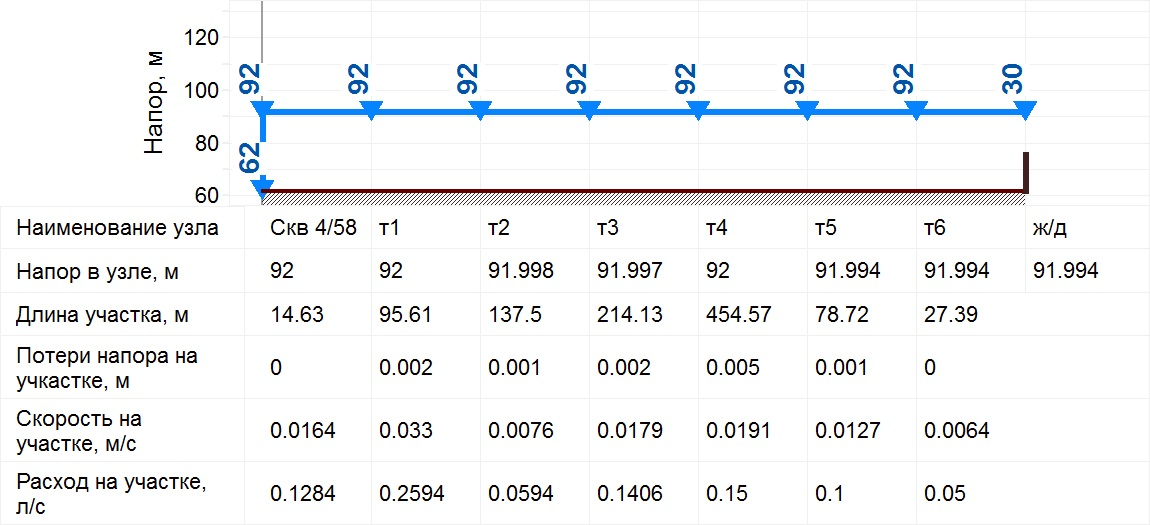 Напор, м
120
100
80
60
92
92
92
92
92
92
92
30
62
Наименование узла Скв 4/58 т1 т2 т3 т4 т5 т6 ж/д
Напор в узле, м 92 92 91.998 91.997 92 91.994 91.994 91.994
Длина участка, м 14.63 95.61 137.5 214.13 454.57 78.72 27.39
Потери напора на
учкастке, м 0 0.002 0.001 0.002 0.005 0.001 0
Скорость на
участке, м/с 0.0164 0.033 0.0076 0.0179 0.0191 0.0127 0.0064
Расход на участке,
л/с 0.1284 0.2594 0.0594 0.1406 0.15 0.1 0.05